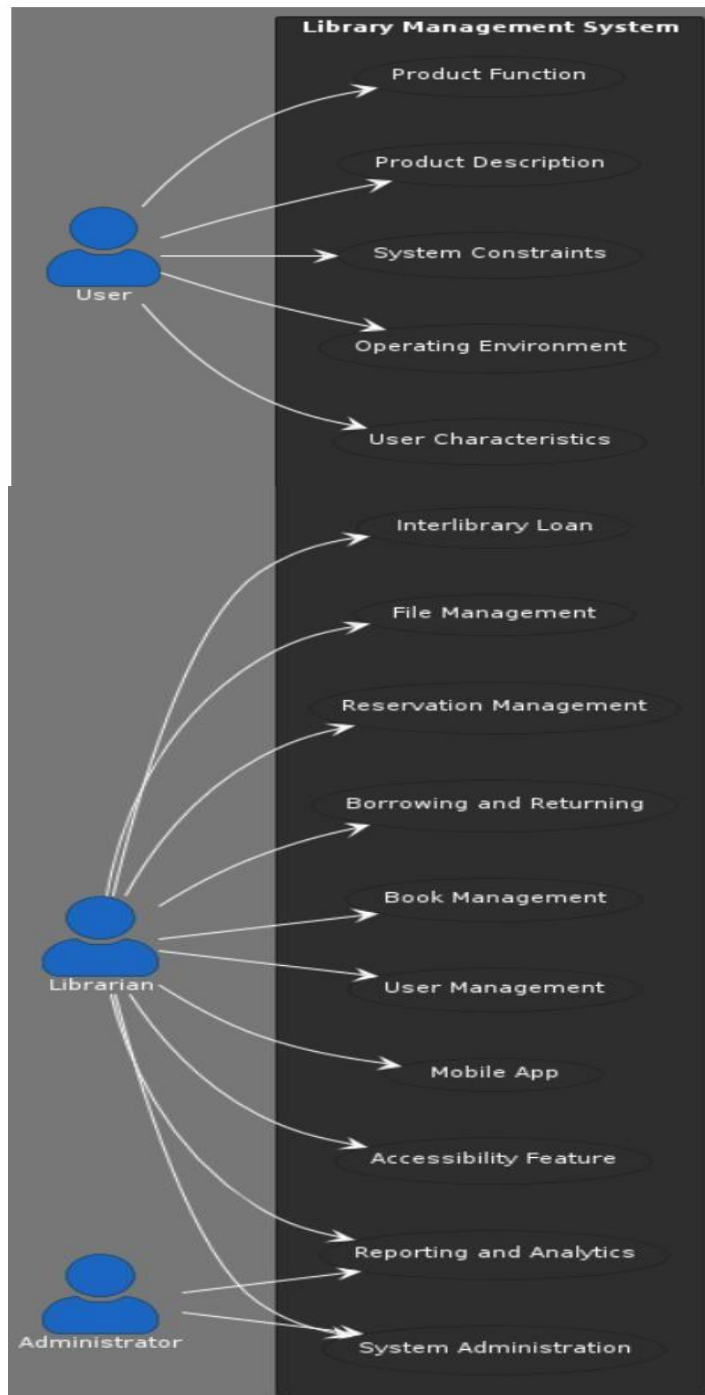 Library Management System
Product Function
Product Description
System Constraints
User
Operating Environment
User Characteristics
Interlibrary Loan
File Management
Reservation Management
Borrowing and Returning
Book Management
Librarian
User Management
Mobile App
Accessibility Feature
Reporting and Analytics
Administrator
System Administration